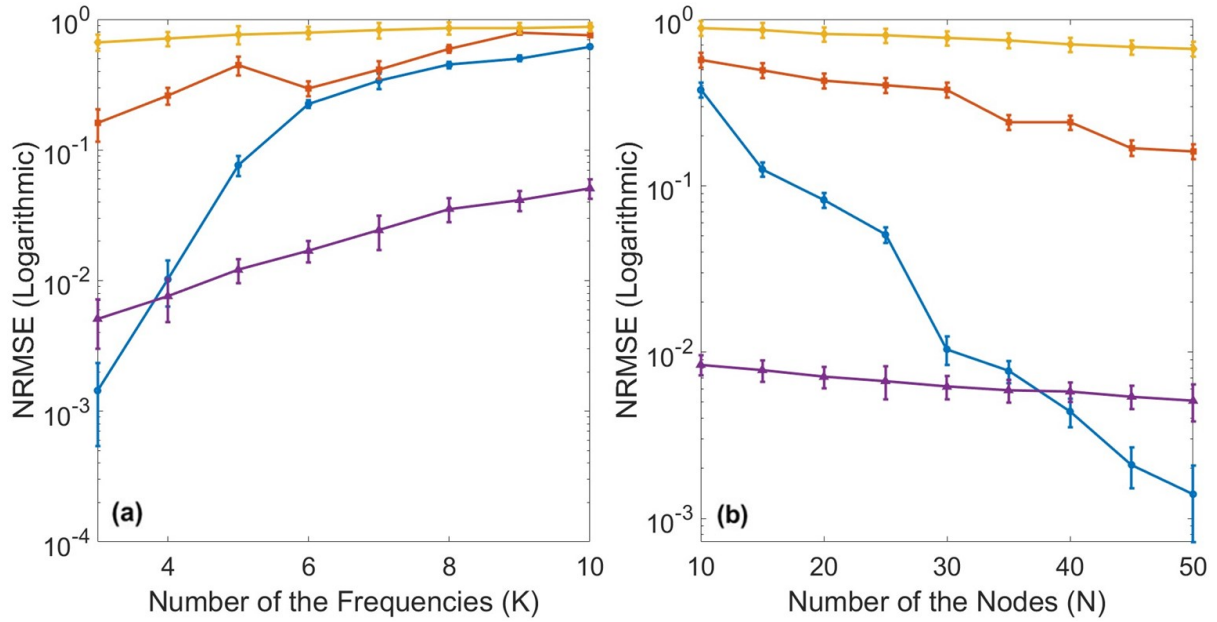 10^0
10^-1
10^-2
10^-3
10^-4
NRMSE (Logarithmic)
(a)
4 6 8 10
Number of the Frequencies (K)
10^0
10^-1
10^-2
10^-3
NRMSE (Logarithmic)
(b)
10 20 30 40 50
Number of the Nodes (N)